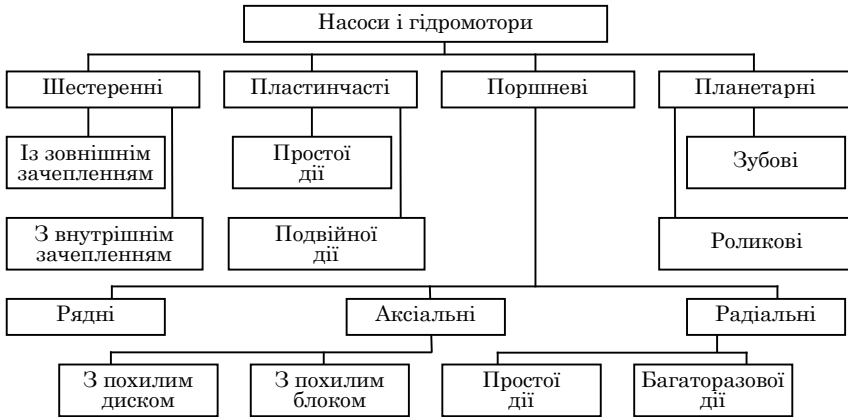 Насоси і гідромотори
Шестеренні
Пластинчасті
Поршневі
Планетарні
Із зовнішнім
зачепленням
Простої
дії
Зубові
З внутрішнім
зачепленням
Подвійної
дії
Роликові
Рядні
Аксіальні
Радіальні
З похилим
диском
З похилим
блоком
Простої
дії
Багаторазової
дії